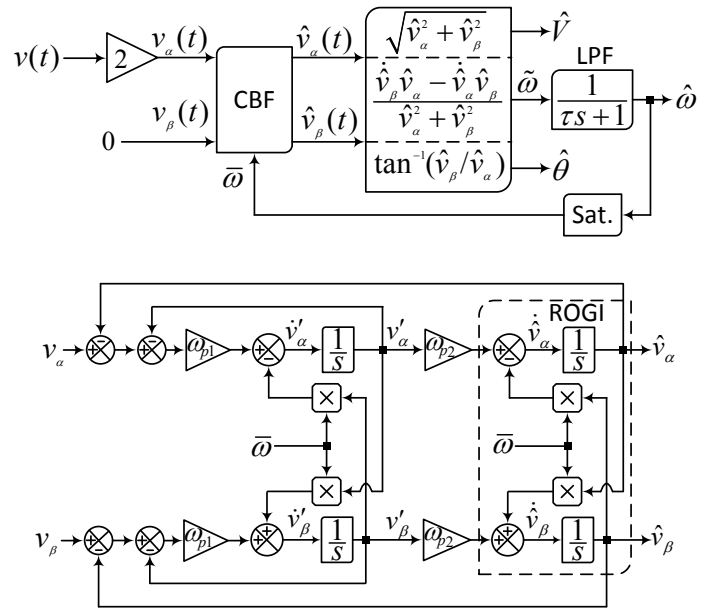 v(t) 2 v_α(t) v̂_α(t) √(v̂_α² + v̂_β²) V̂
CBF
LPF
(v̂̇_β v̂_α − v̂̇_α v̂_β) / (v̂_α² + v̂_β²) ω̃ 1/(τs+1) ω̂
0 v_β(t) v̂_β(t)
tan⁻¹(v̂_β/v̂_α) θ̂
ω̄
Sat.
ROGI
v_α + − + − ω_p1 + − v̇′_α 1/s v′_α ω_p2 + − v̂̇_α 1/s v̂_α
× ×
ω̄ ω̄
× ×
v_β + − + − ω_p1 + + v̇′_β 1/s v′_β ω_p2 + + v̂̇_β 1/s v̂_β